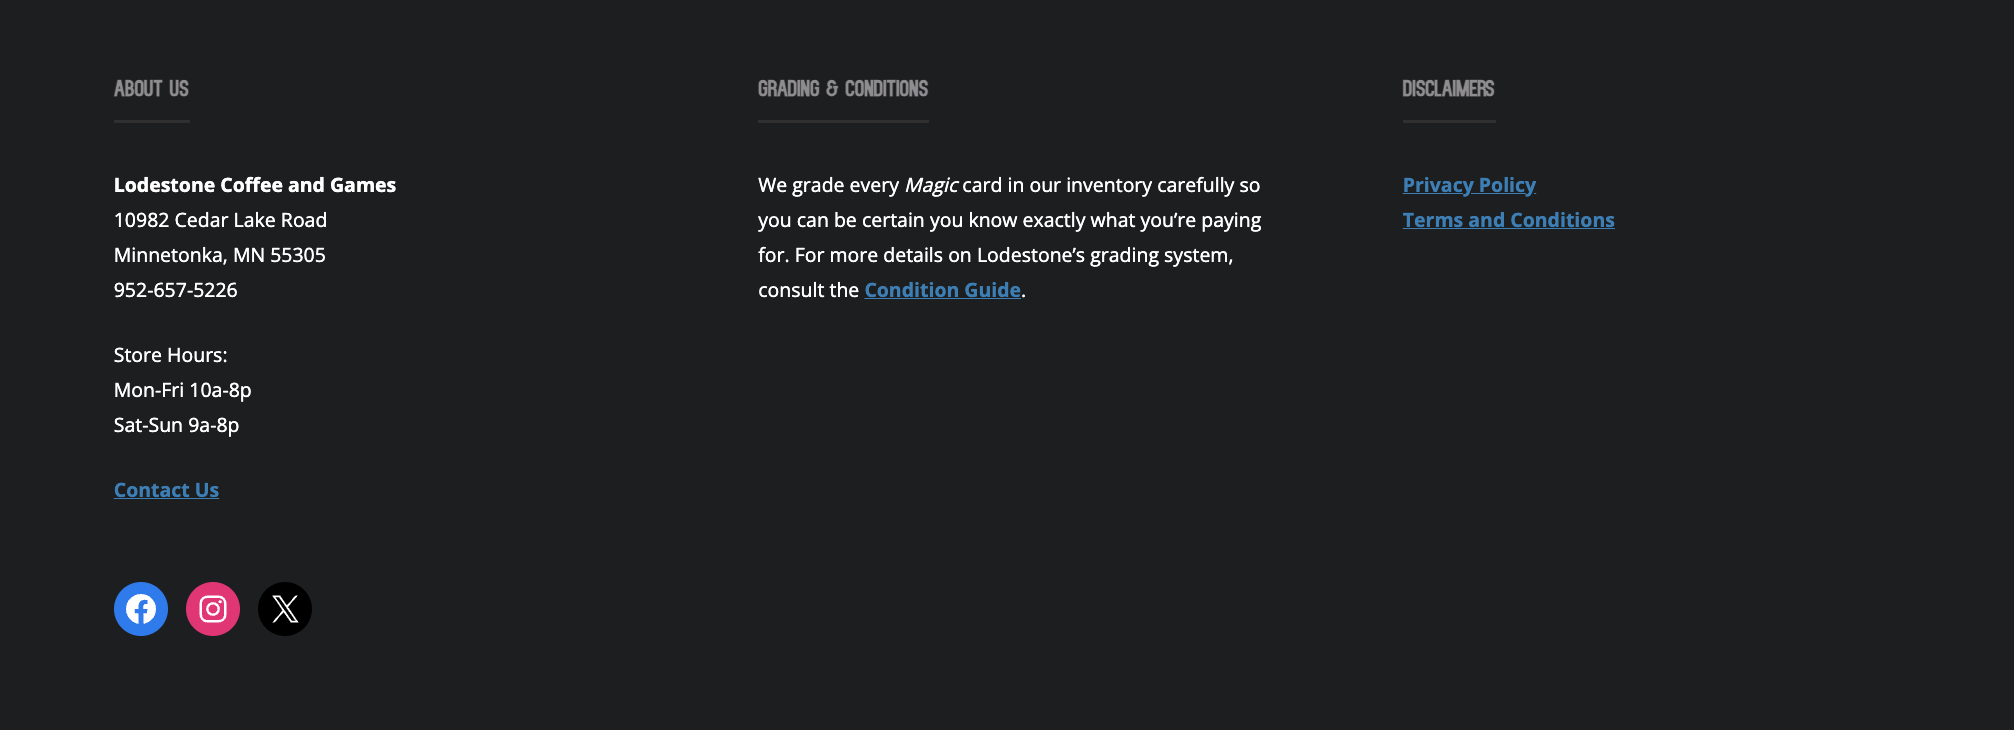 ABOUT US
Lodestone Coffee and Games
10982 Cedar Lake Road
Minnetonka, MN 55305
952-657-5226
Store Hours:
Mon-Fri 10a-8p
Sat-Sun 9a-8p
Contact Us
GRADING & CONDITIONS
We grade every Magic card in our inventory carefully so
you can be certain you know exactly what you’re paying
for. For more details on Lodestone’s grading system,
consult the Condition Guide.
DISCLAIMERS
Privacy Policy
Terms and Conditions